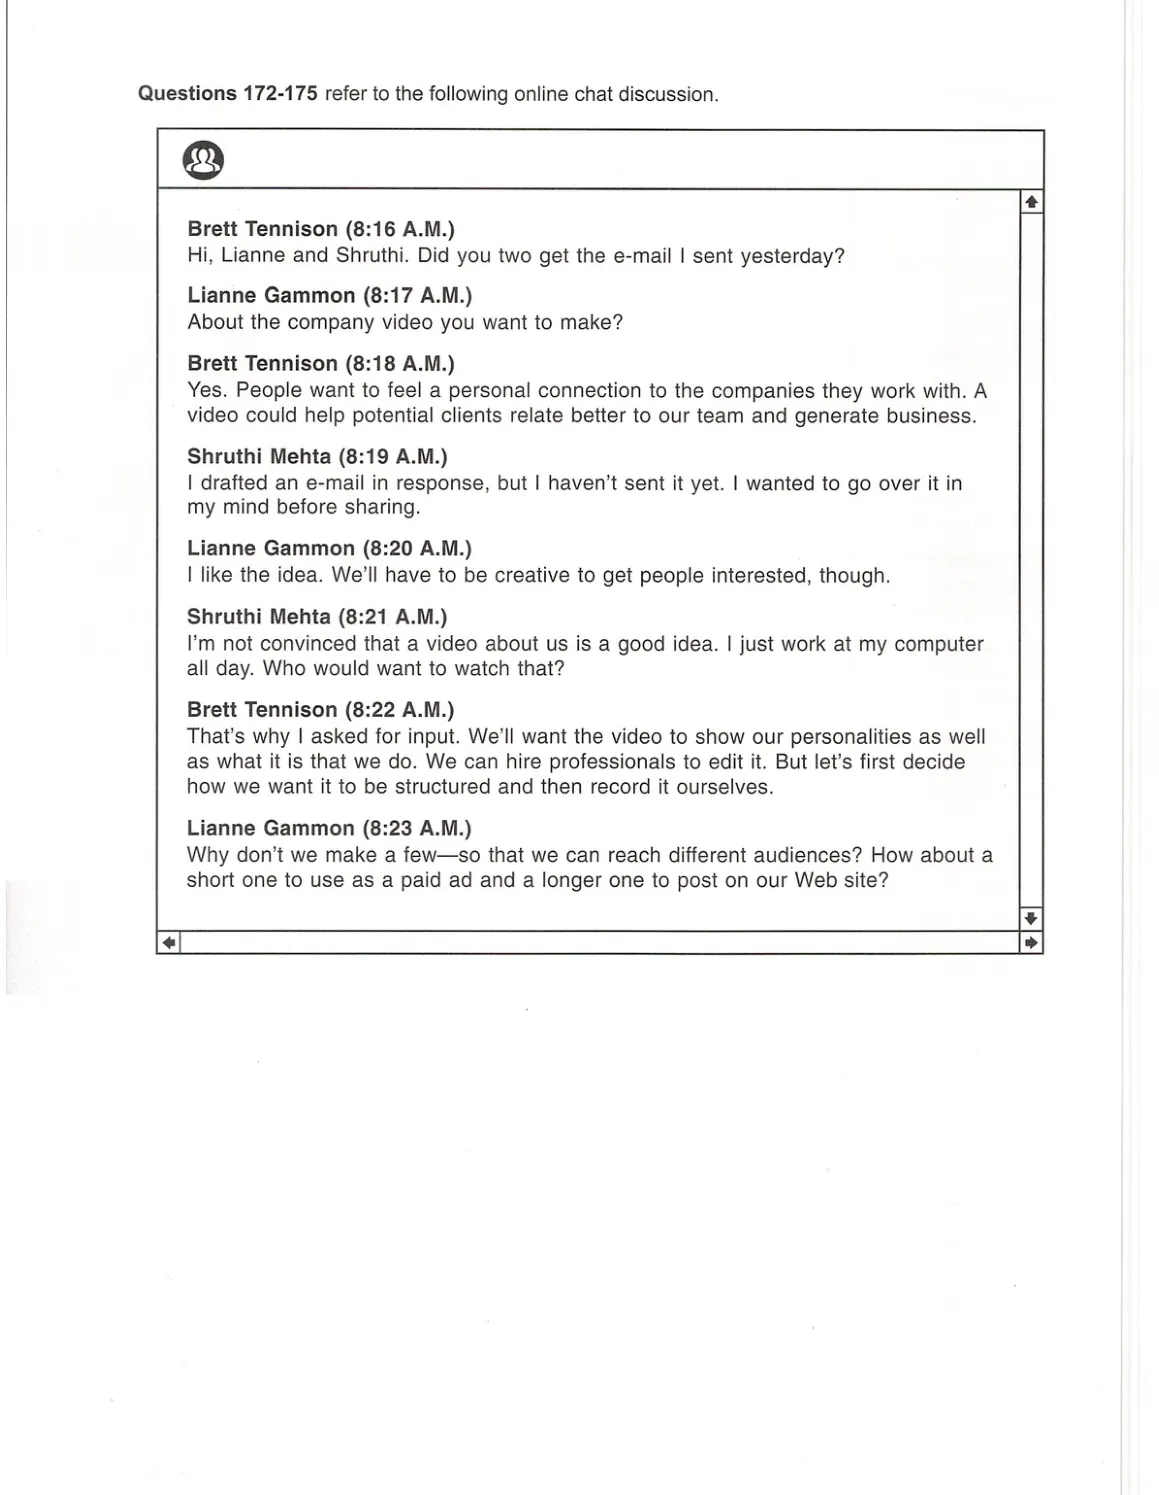 Questions 172-175 refer to the following online chat discussion.
Brett Tennison (8:16 A.M.)
Hi, Lianne and Shruthi. Did you two get the e-mail I sent yesterday?
Lianne Gammon (8:17 A.M.)
About the company video you want to make?
Brett Tennison (8:18 A.M.)
Yes. People want to feel a personal connection to the companies they work with. A
video could help potential clients relate better to our team and generate business.
Shruthi Mehta (8:19 A.M.)
I drafted an e-mail in response, but I haven't sent it yet. I wanted to go over it in
my mind before sharing.
Lianne Gammon (8:20 A.M.)
I like the idea. We'll have to be creative to get people interested, though.
Shruthi Mehta (8:21 A.M.)
I'm not convinced that a video about us is a good idea. I just work at my computer
all day. Who would want to watch that?
Brett Tennison (8:22 A.M.)
That's why I asked for input. We'll want the video to show our personalities as well
as what it is that we do. We can hire professionals to edit it. But let's first decide
how we want it to be structured and then record it ourselves.
Lianne Gammon (8:23 A.M.)
Why don't we make a few—so that we can reach different audiences? How about a
short one to use as a paid ad and a longer one to post on our Web site?